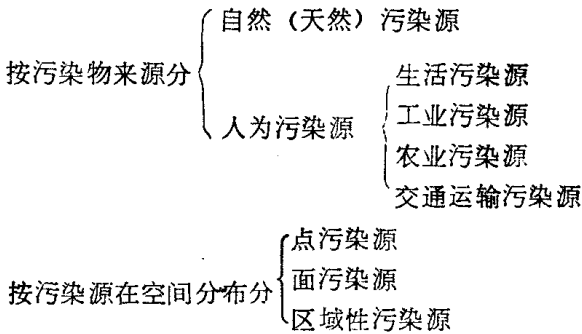 自然（天然）污染源
按污染物来源分
人为污染源
生活污染源
工业污染源
农业污染源
交通运输污染源
按污染源在空间分布分
点污染源
面污染源
区域性污染源